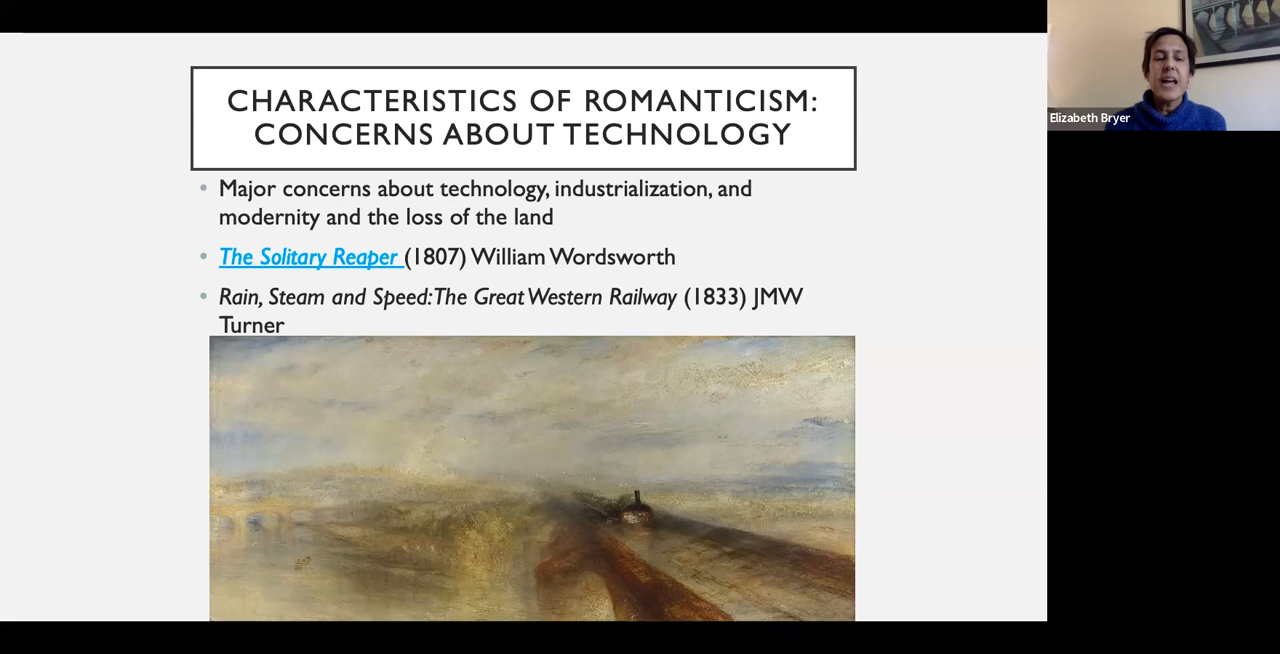 CHARACTERISTICS OF ROMANTICISM:
CONCERNS ABOUT TECHNOLOGY
• Major concerns about technology, industrialization, and
modernity and the loss of the land
• The Solitary Reaper (1807) William Wordsworth
• Rain, Steam and Speed: The Great Western Railway (1833) JMW
Turner
Elizabeth Bryer